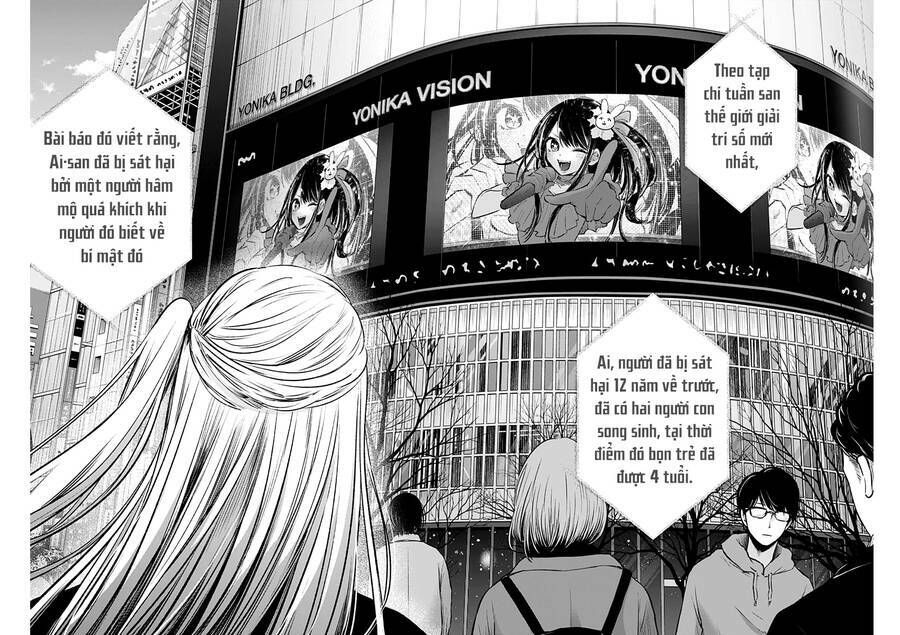 YONIKA BLDG.
YONIKA VISION
YON
YONIKA B
Theo tạp
chi tuần san
thế giới giải
tri số mới
nhất,
Ai, người đã bị sát
hại 12 năm về trước,
đã có hai người con
song sinh, tại thời
điểm đó bọn trẻ đã
được 4 tuổi.
Bài báo đó viết rằng,
Ai-san đã bị sát hại
bởi một người hâm
mộ quá khích khi
người đó biết về
bí mật đó